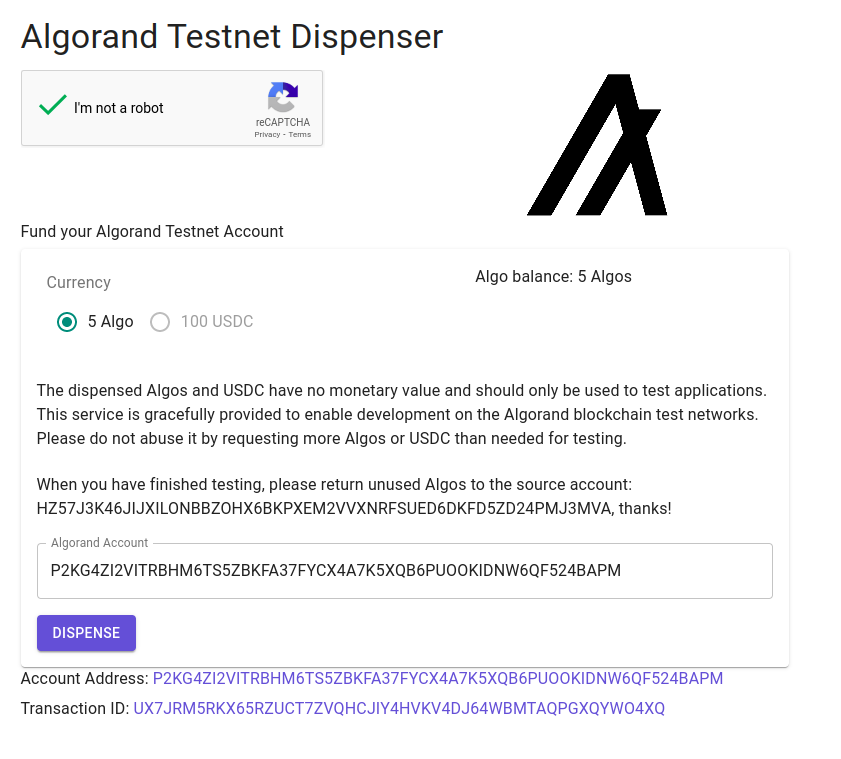 Algorand Testnet Dispenser
I'm not a robot
reCAPTCHA
Privacy - Terms
Fund your Algorand Testnet Account
Currency
Algo balance: 5 Algos
5 Algo
100 USDC
The dispensed Algos and USDC have no monetary value and should only be used to test applications.
This service is gracefully provided to enable development on the Algorand blockchain test networks.
Please do not abuse it by requesting more Algos or USDC than needed for testing.
When you have finished testing, please return unused Algos to the source account:
HZ57J3K46JIJXILONBBZOHX6BKPXEM2VVXNRFSUED6DKFD5ZD24PMJ3MVA, thanks!
Algorand Account
P2KG4ZI2VITRBHM6TS5ZBKFA37FYCX4A7K5XQB6PUOOKIDNW6QF524BAPM
DISPENSE
Account Address: P2KG4ZI2VITRBHM6TS5ZBKFA37FYCX4A7K5XQB6PUOOKIDNW6QF524BAPM
Transaction ID: UX7JRM5RKX65RZUCT7ZVQHCJIY4HVKV4DJ64WBMTAQPGXQYWO4XQ